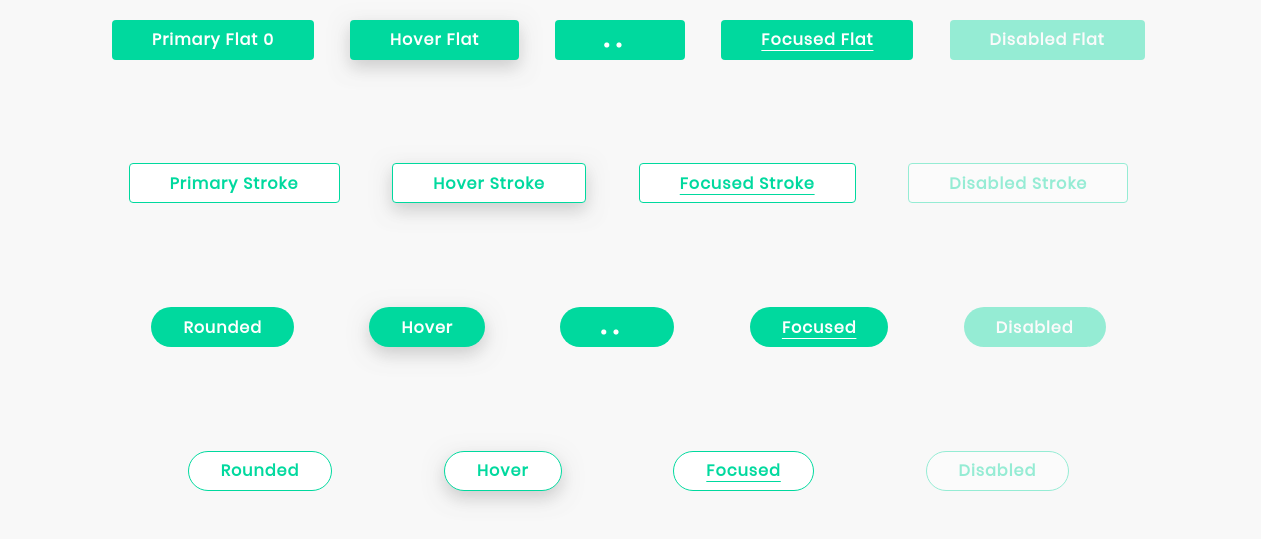 Primary Flat 0 Hover Flat .. Focused Flat Disabled Flat
Primary Stroke Hover Stroke Focused Stroke Disabled Stroke
Rounded Hover .. Focused Disabled
Rounded Hover Focused Disabled